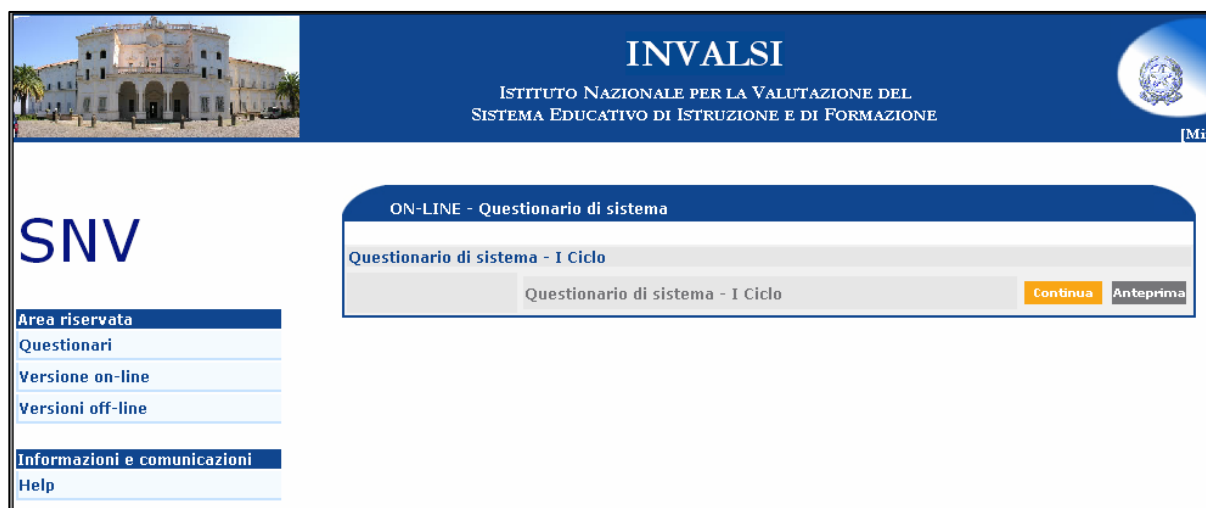 INVALSI
ISTITUTO NAZIONALE PER LA VALUTAZIONE DEL
SISTEMA EDUCATIVO DI ISTRUZIONE E DI FORMAZIONE
[Mi
SNV
ON-LINE - Questionario di sistema
Questionario di sistema - I Ciclo
Questionario di sistema - I Ciclo
Continua Anteprima
Area riservata
Questionari
Versione on-line
Versioni off-line
Informazioni e comunicazioni
Help